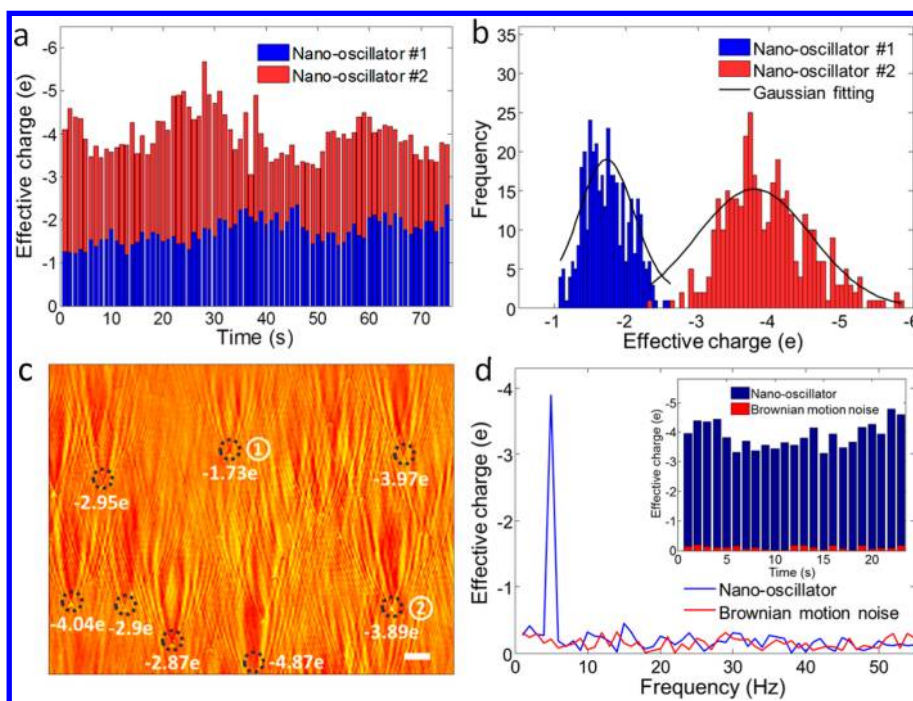 a
Effective charge (e)
-6
-5
-4
-3
-2
-1
0
Nano-oscillator #1
Nano-oscillator #2
0 10 20 30 40 50 60 70
Time (s)
b
Frequency
35
30
25
20
15
10
5
0
Nano-oscillator #1
Nano-oscillator #2
Gaussian fitting
-1 -2 -3 -4 -5 -6
Effective charge (e)
c
1
-1.73e
-3.97e
-2.95e
2
-4.04e
-2.9e
-3.89e
-2.87e
-4.87e
d
Effective charge (e)
-4
-3
-2
-1
0
Nano-oscillator
Brownian motion noise
Effective charge (e)
-5
-4
-3
-2
-1
0
0 5 10 15 20
Time (s)
Nano-oscillator
Brownian motion noise
0 10 20 30 40 50
Frequency (Hz)